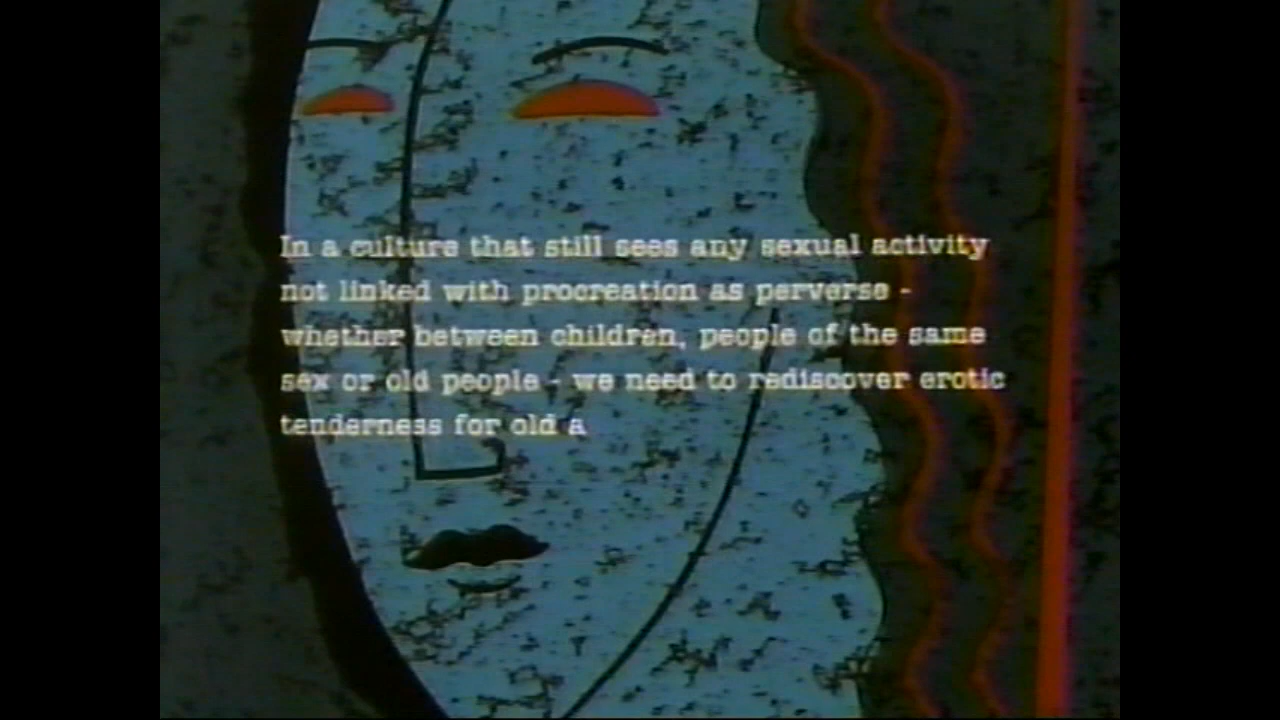 In a culture that still sees any sexual activity
not linked with procreation as perverse -
whether between children, people of the same
sex or old people - we need to rediscover erotic
tenderness for old a